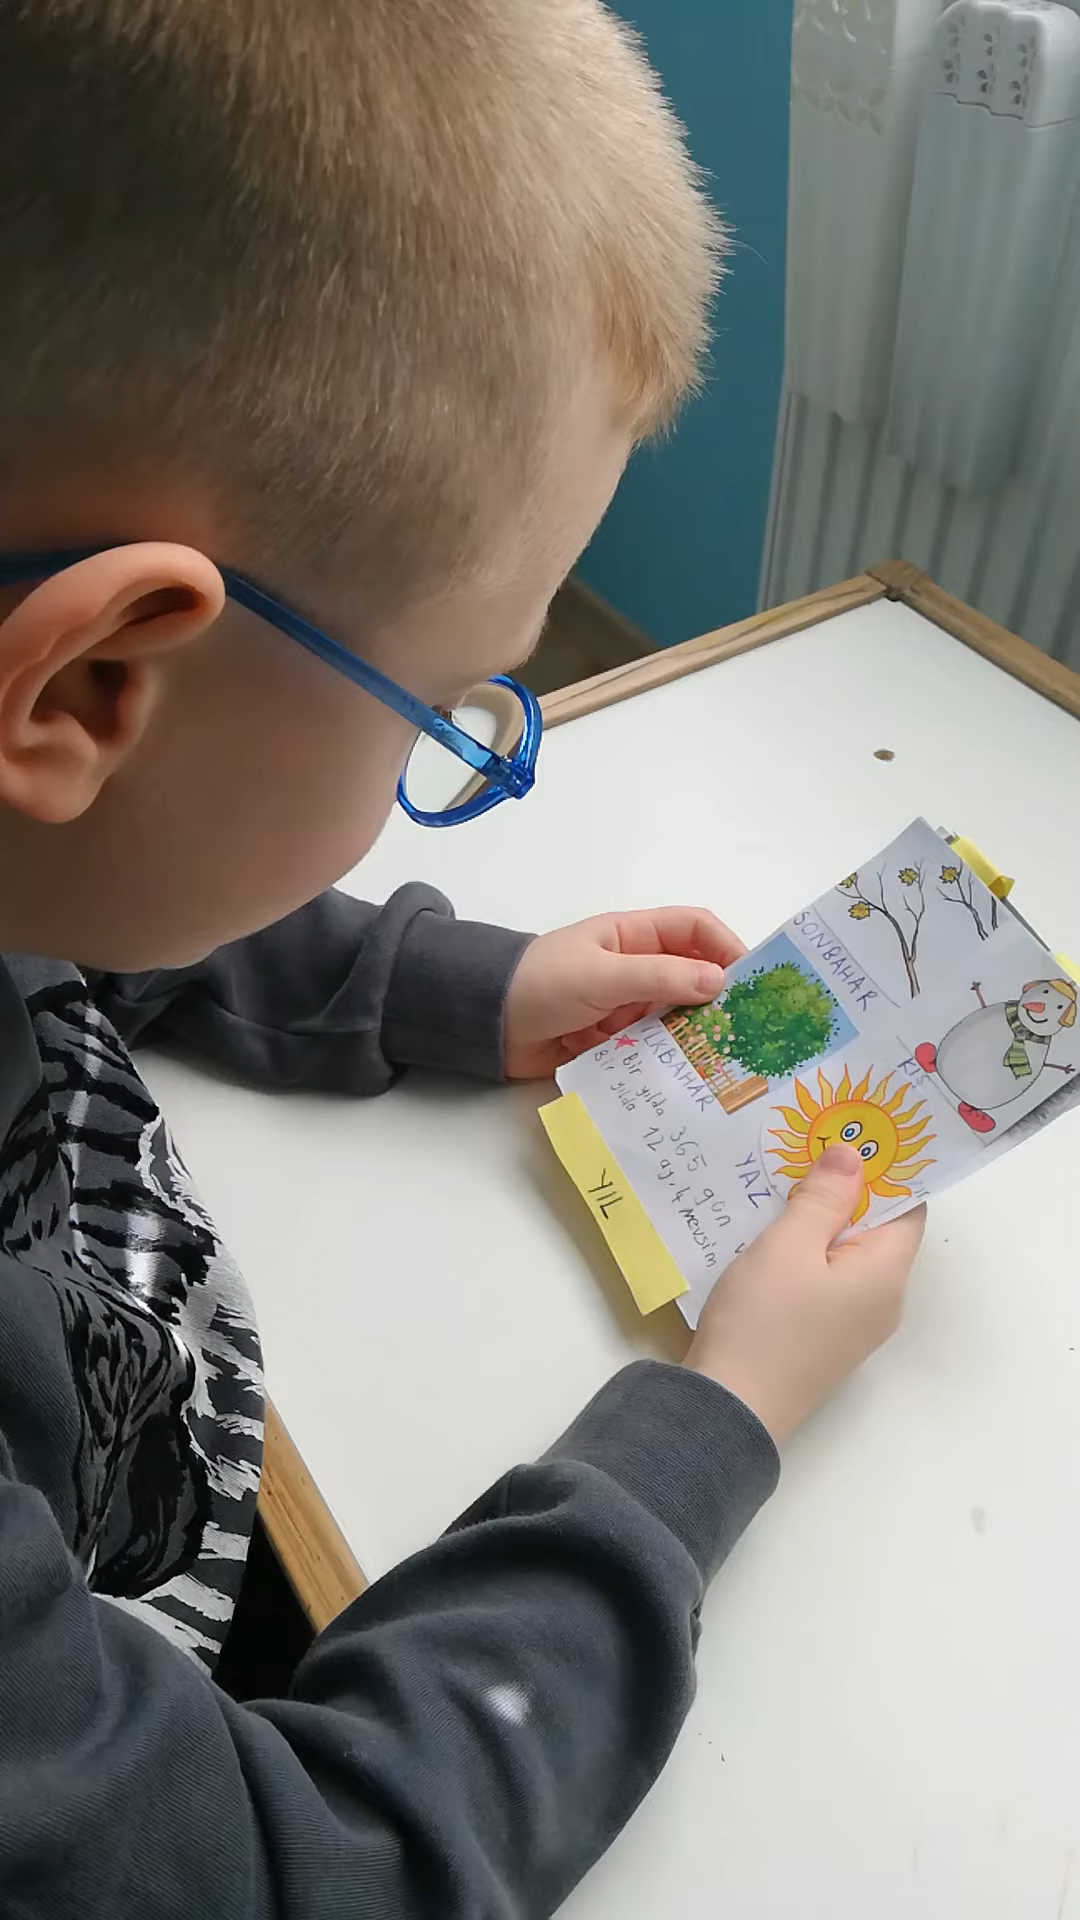 SONBAHAR
KIŞ
İLKBAHAR
YAZ
Bir yılda 365 gün
Bir yılda 12 ay, 4 mevsim
YIL